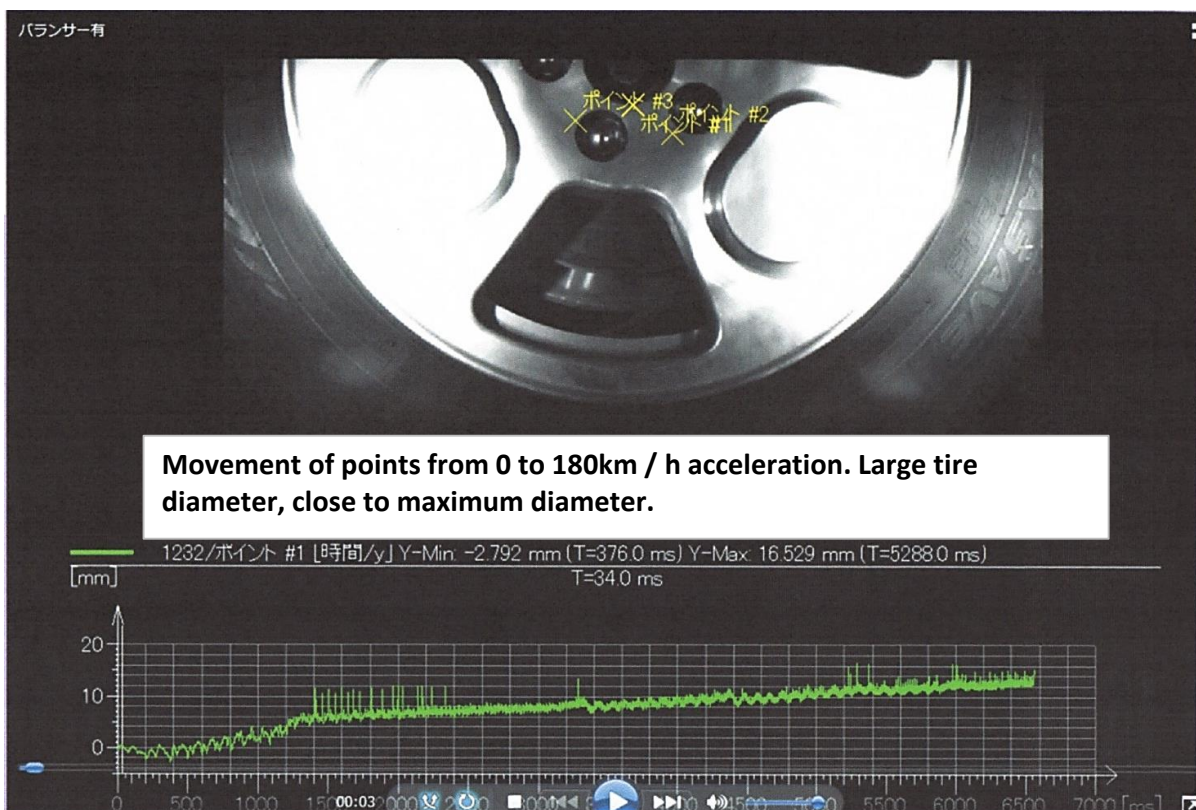 バランサー有
ポイント #3
ポイント #2
ポイント #1
Movement of points from 0 to 180km / h acceleration. Large tire
diameter, close to maximum diameter.
1232/ポイント #1 [時間/y] Y-Min: -2.792 mm (T=376.0 ms) Y-Max: 16.529 mm (T=5288.0 ms)
[mm]
T=34.0 ms
20
10
0
0 500 1000 00:03 5500 6000 6500 [ms]